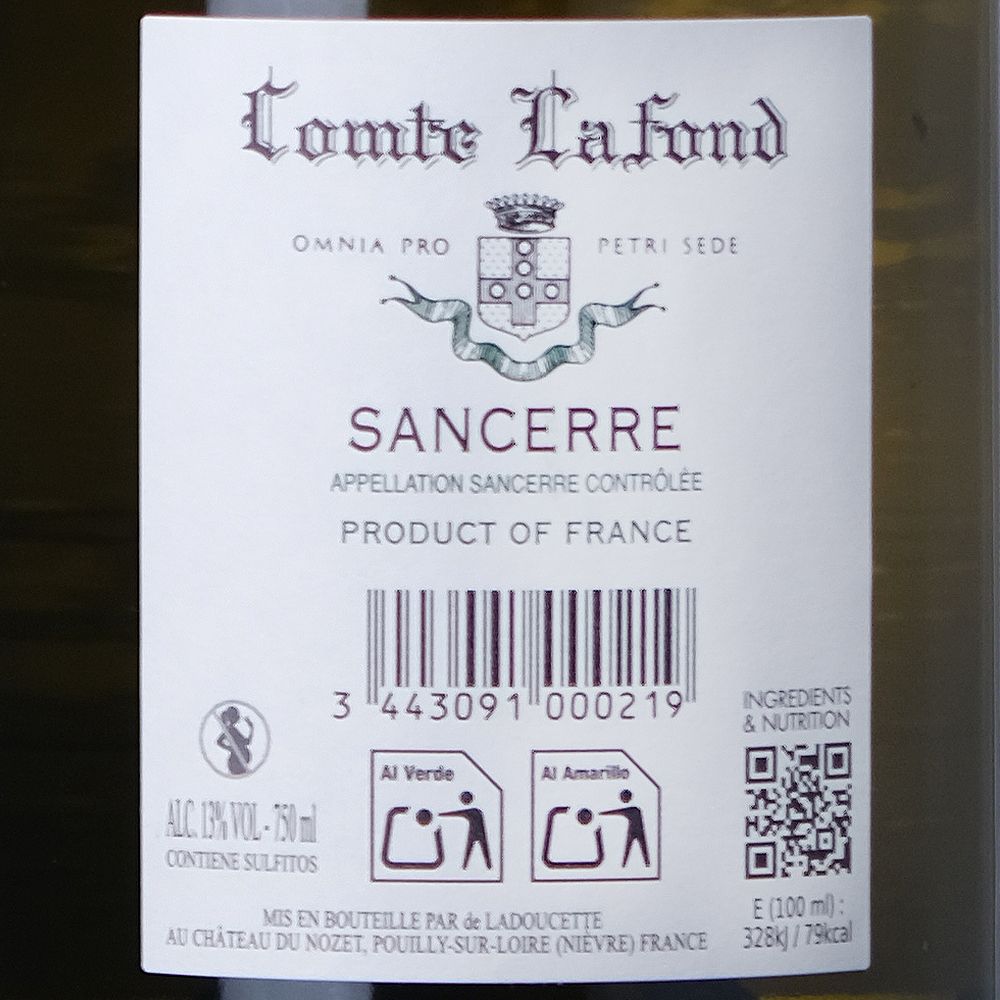 Comte Lafond
OMNIA PRO PETRI SEDE
SANCERRE
APPELLATION SANCERRE CONTRÔLÉE
PRODUCT OF FRANCE
3 443091 000219
INGREDIENTS
& NUTRITION
Al Verde
Al Amarillo
ALC. 13% VOL - 750 ml
CONTIENE SULFITOS
E (100 ml) :
328kJ / 79kcal
MIS EN BOUTEILLE PAR de LADOUCETTE
AU CHÂTEAU DU NOZET, POUILLY-SUR-LOIRE (NIÈVRE) FRANCE